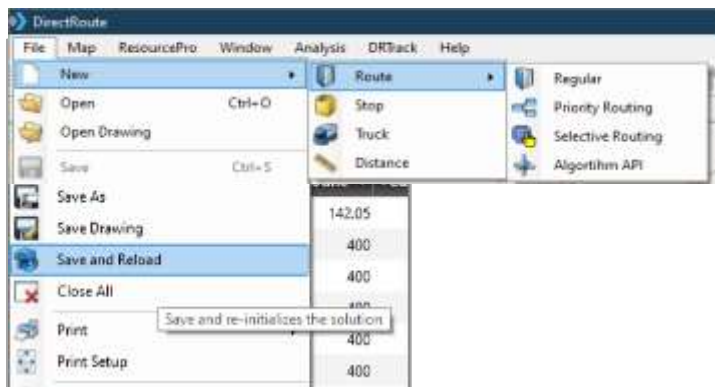 DirectRoute
File Map ResourcePro Window Analysis DRTrack Help
New Route Regular
Open Ctrl+O Stop Priority Routing
Open Drawing Truck Selective Routing
Save Ctrl+S Distance Algortihm API
Save As
142.05
Save Drawing
400
Save and Reload
400
Close All
Save and re-initializes the solution
Print
400
Print Setup
400